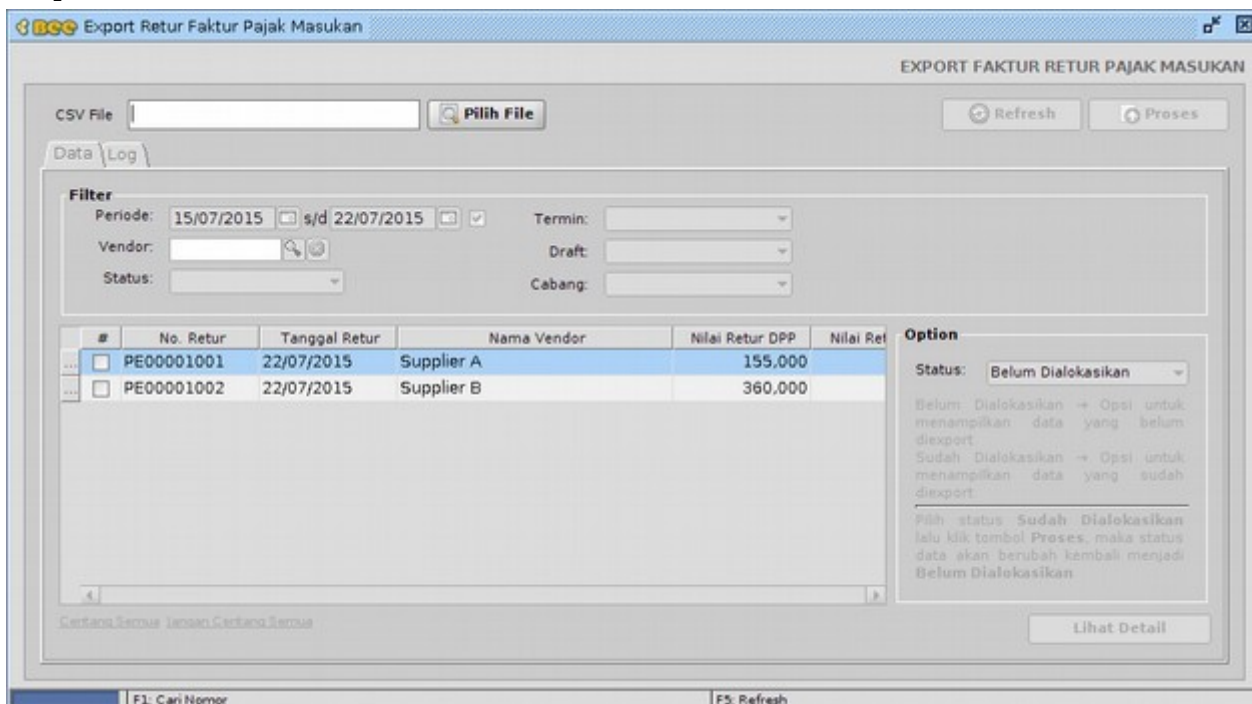 BEE Export Retur Faktur Pajak Masukan
EXPORT FAKTUR RETUR PAJAK MASUKAN
CSV File Pilih File Refresh Proses
Data Log
Filter
Periode: 15/07/2015 s/d 22/07/2015 Termin:
Vendor: Draft:
Status: Cabang:
# No. Retur Tanggal Retur Nama Vendor Nilai Retur DPP Nilai Ret
... PE00001001 22/07/2015 Supplier A 155,000
... PE00001002 22/07/2015 Supplier B 360,000
Option
Status: Belum Dialokasikan
Belum Dialokasikan → Opsi untuk
menampilkan data yang belum
diexport
Sudah Dialokasikan → Opsi untuk
menampilkan data yang sudah
diexport
Pilih status Sudah Dialokasikan
lalu klik tombol Proses, maka status
data akan berubah kembali menjadi
Belum Dialokasikan
Centang Semua Jangan Centang Semua
Lihat Detail
F1: Cari Nomor F5: Refresh